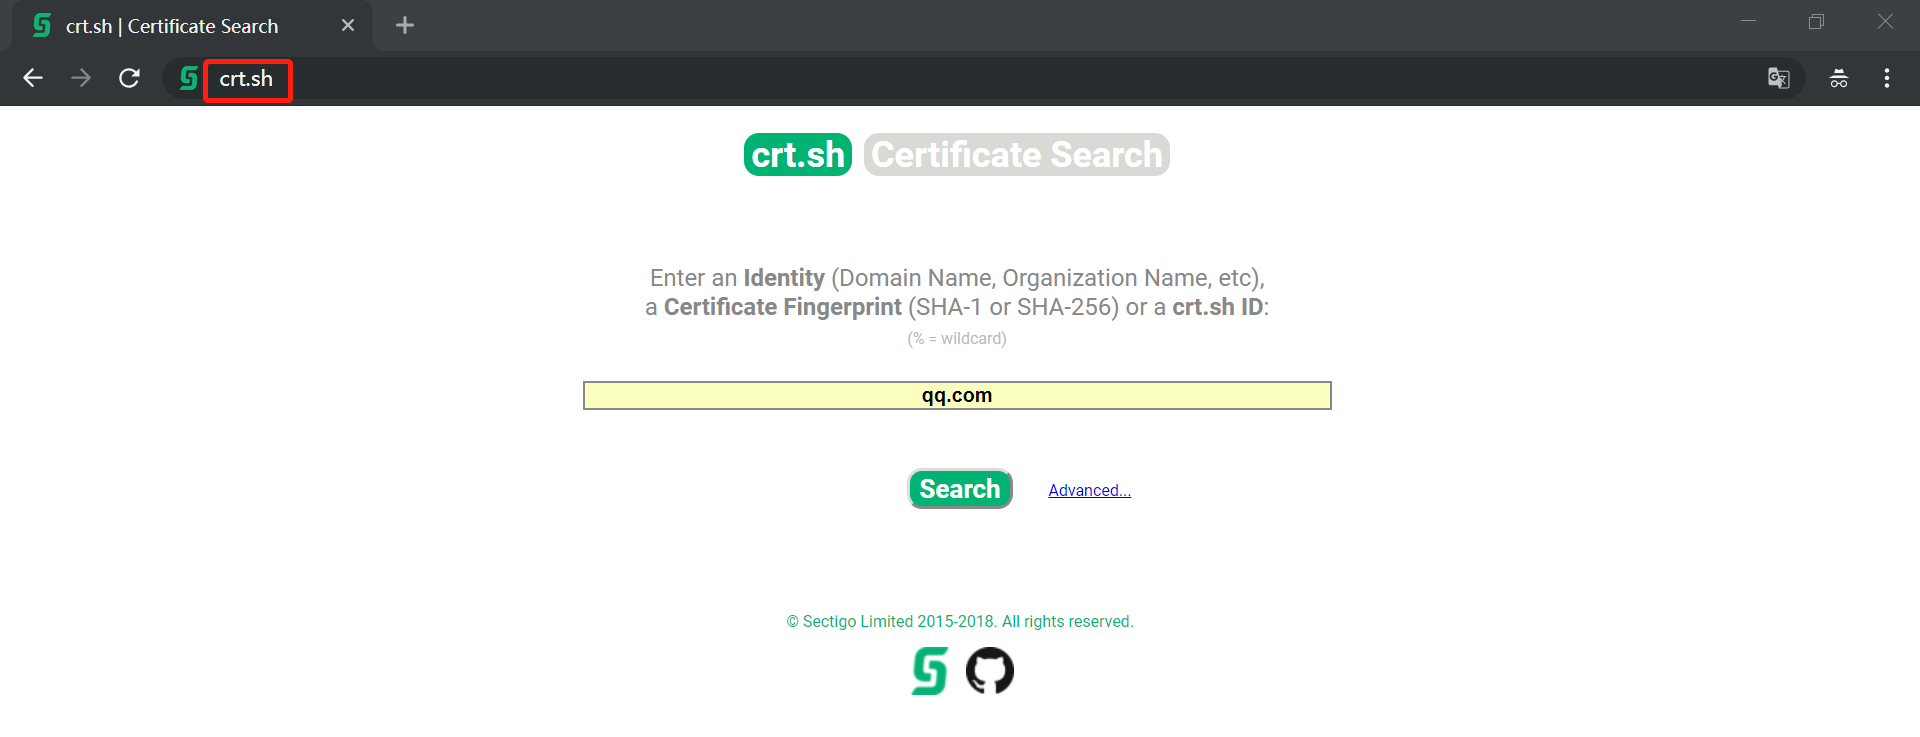 crt.sh | Certificate Search
crt.sh
crt.sh Certificate Search
Enter an Identity (Domain Name, Organization Name, etc),
a Certificate Fingerprint (SHA-1 or SHA-256) or a crt.sh ID:
(% = wildcard)
qq.com
Search Advanced...
© Sectigo Limited 2015-2018. All rights reserved.